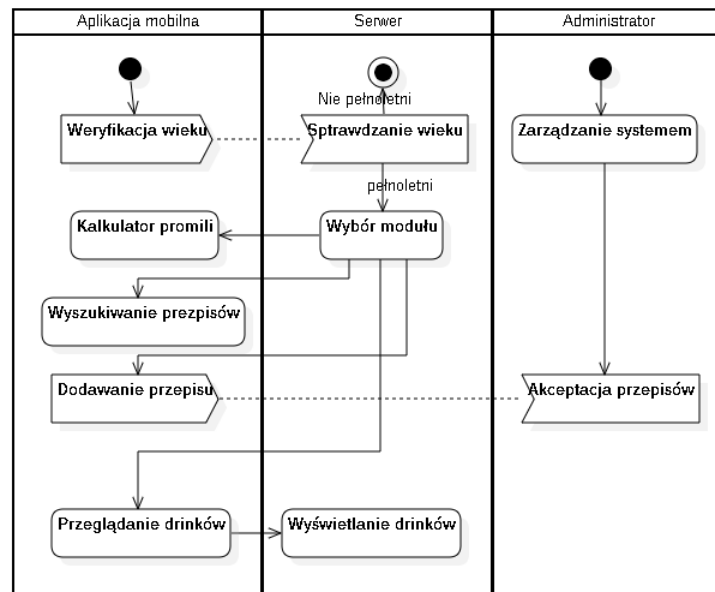 Aplikacja mobilna
Serwer
Administrator
Nie pełnoletni
Weryfikacja wieku
Sptrawdzanie wieku
Zarządzanie systemem
pełnoletni
Kalkulator promili
Wybór modułu
Wyszukiwanie prezpisów
Dodawanie przepisu
Akceptacja przepisów
Przeglądanie drinków
Wyświetlanie drinków